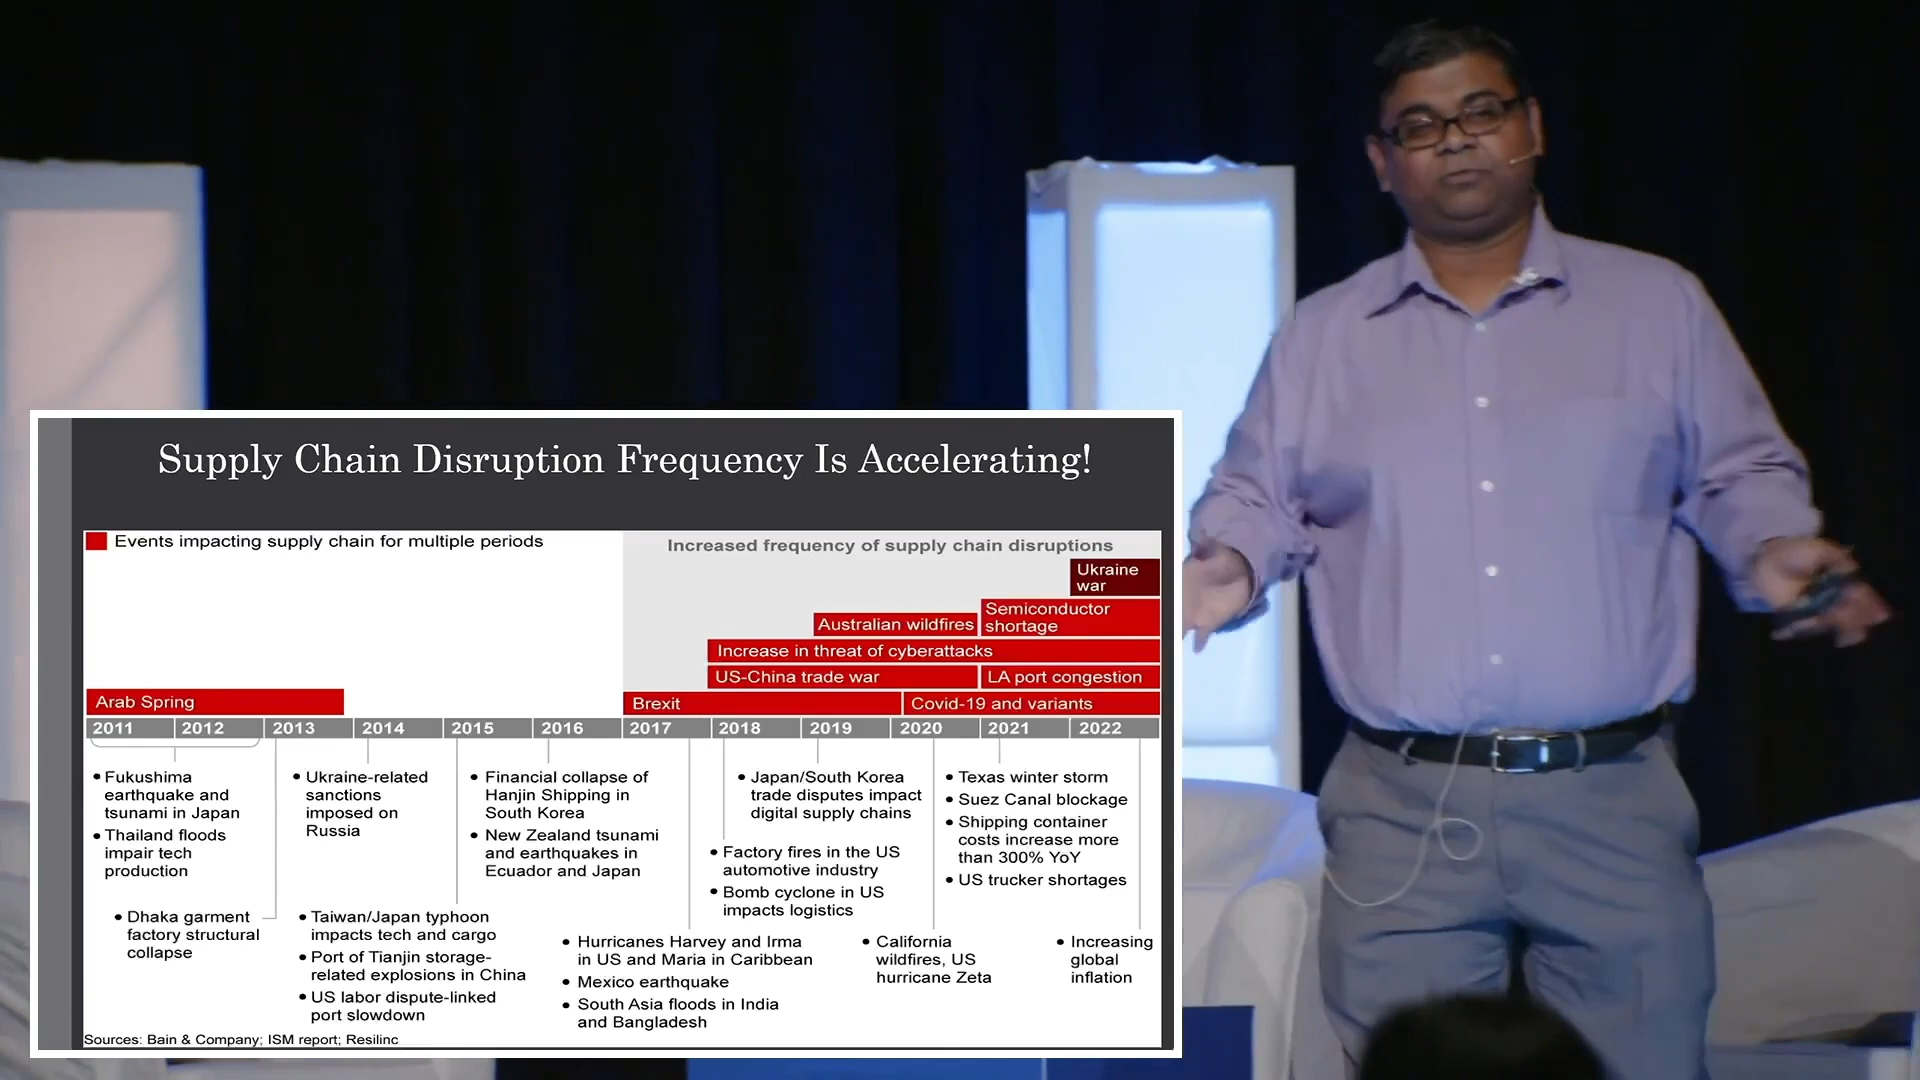 Supply Chain Disruption Frequency Is Accelerating!
Events impacting supply chain for multiple periods
Increased frequency of supply chain disruptions
Ukraine
war
Semiconductor
shortage
Australian wildfires
Increase in threat of cyberattacks
US-China trade war
LA port congestion
Arab Spring
Brexit
Covid-19 and variants
2011 2012 2013 2014 2015 2016 2017 2018 2019 2020 2021 2022
• Fukushima
earthquake and
tsunami in Japan
• Thailand floods
impair tech
production
• Dhaka garment
factory structural
collapse
• Ukraine-related
sanctions
imposed on
Russia
• Taiwan/Japan typhoon
impacts tech and cargo
• Port of Tianjin storage-
related explosions in China
• US labor dispute-linked
port slowdown
• Financial collapse of
Hanjin Shipping in
South Korea
• New Zealand tsunami
and earthquakes in
Ecuador and Japan
• Hurricanes Harvey and Irma
in US and Maria in Caribbean
• Mexico earthquake
• South Asia floods in India
and Bangladesh
• Japan/South Korea
trade disputes impact
digital supply chains
• Factory fires in the US
automotive industry
• Bomb cyclone in US
impacts logistics
• California
wildfires, US
hurricane Zeta
• Texas winter storm
• Suez Canal blockage
• Shipping container
costs increase more
than 300% YoY
• US trucker shortages
• Increasing
global
inflation
Sources: Bain & Company; ISM report; Resilinc